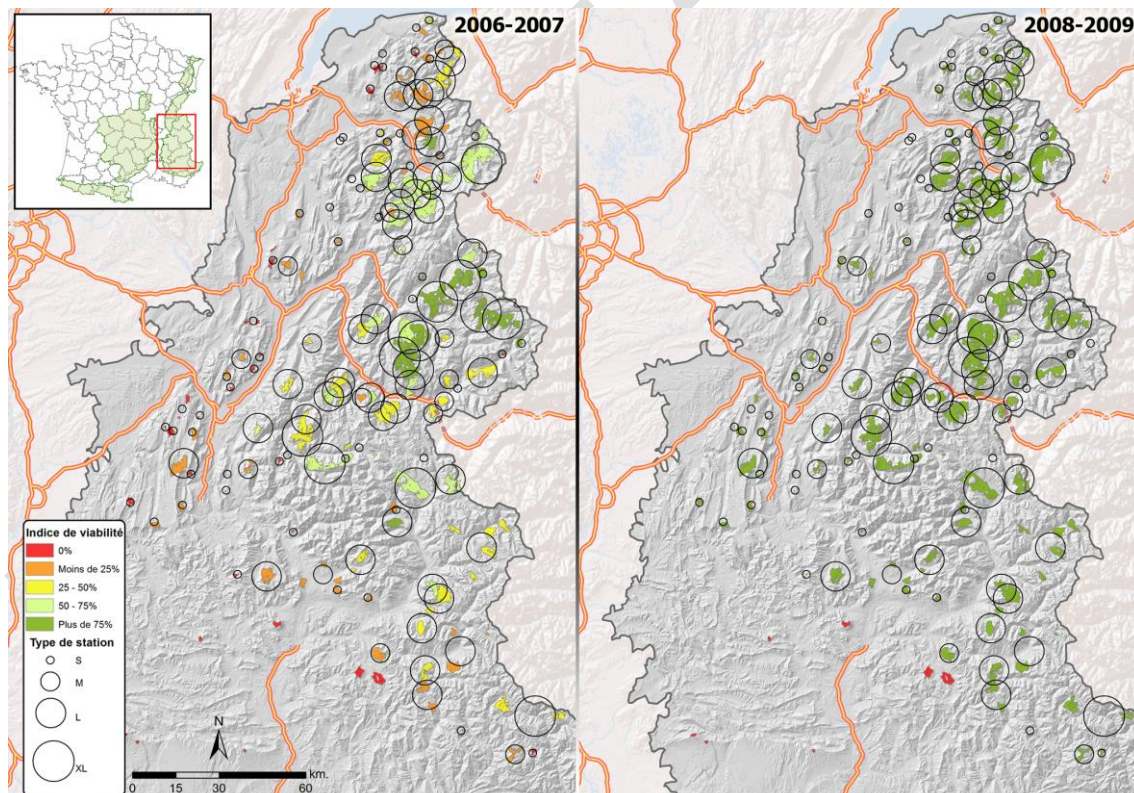 2006-2007
2008-2009
Indice de viabilité
0%
Moins de 25%
25 - 50%
50 - 75%
Plus de 75%
Type de station
S
M
L
XL
N
0 15 30 60 km.